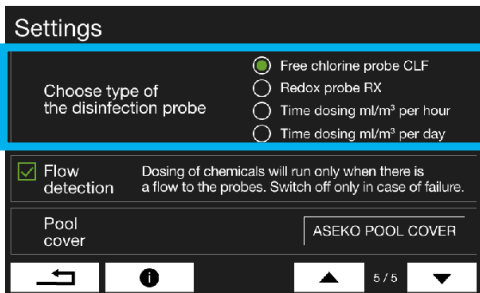 Settings
Choose type of
the disinfection probe
Free chlorine probe CLF
Redox probe RX
Time dosing ml/m³ per hour
Time dosing ml/m³ per day
Flow
detection
Dosing of chemicals will run only when there is
a flow to the probes. Switch off only in case of failure.
Pool
cover
ASEKO POOL COVER
5/5